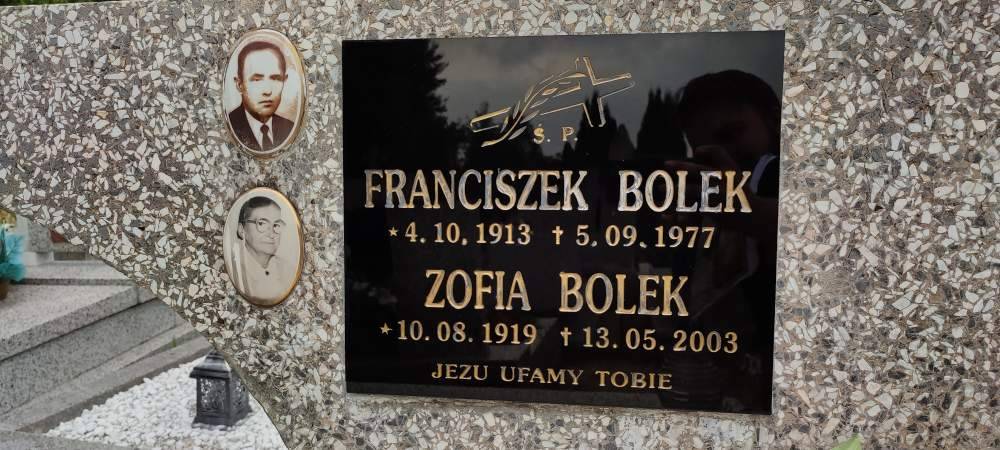 Ś. P.
FRANCISZEK BOLEK
* 4. 10. 1913 † 5. 09. 1977
ZOFIA BOLEK
* 10. 08. 1919 † 13. 05. 2003
JEZU UFAMY TOBIE